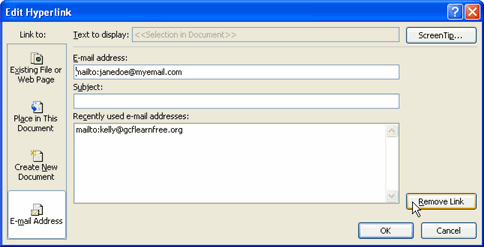 Edit Hyperlink
Link to:
Text to display: <<Selection in Document>>
ScreenTip...
Existing File or
Web Page
Place in This
Document
Create New
Document
E-mail Address
E-mail address:
mailto:janedoe@myemail.com
Subject:
Recently used e-mail addresses:
mailto:kelly@gcflearnfree.org
Remove Link
OK
Cancel